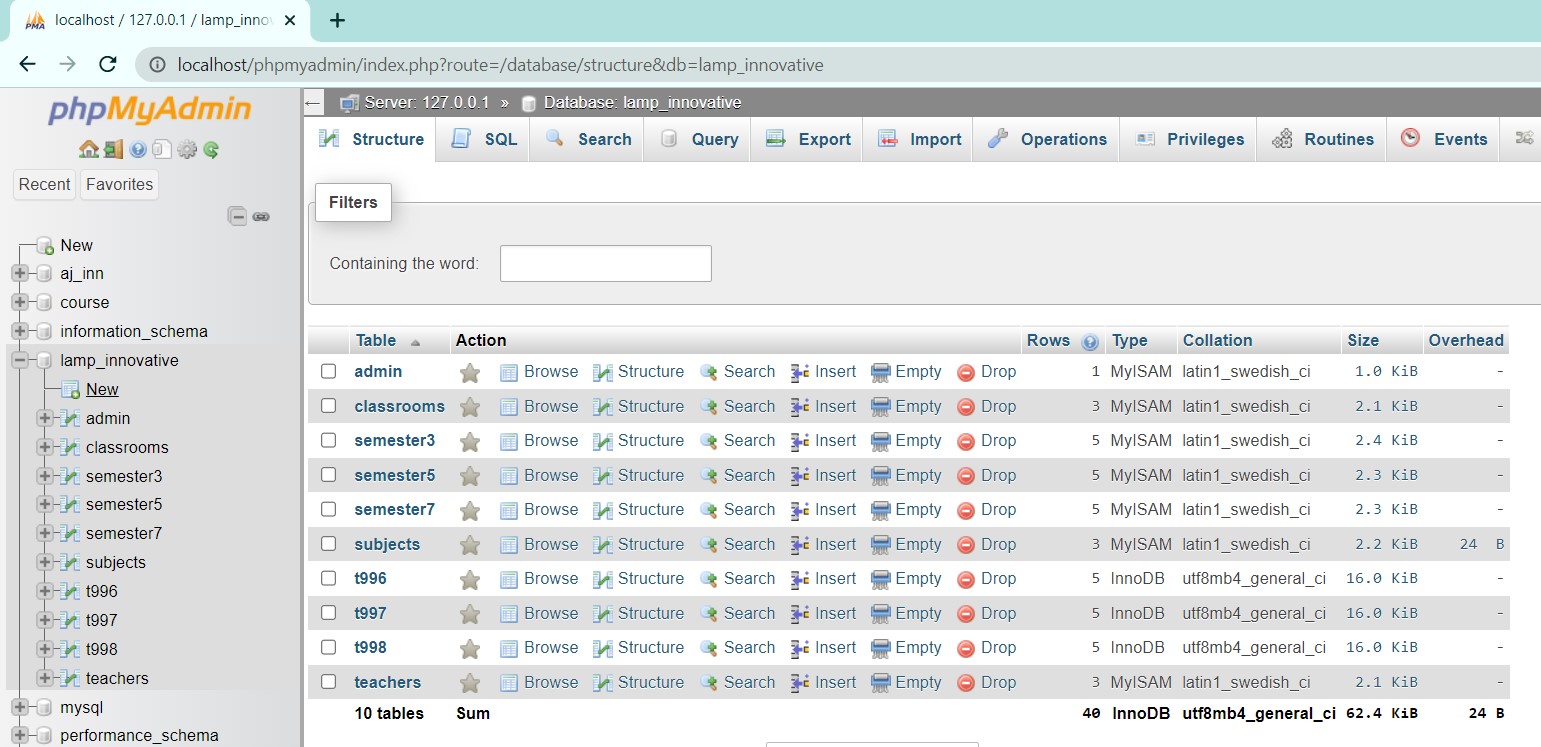 localhost / 127.0.0.1 / lamp_inno
localhost/phpmyadmin/index.php?route=/database/structure&db=lamp_innovative
phpMyAdmin
Recent Favorites
New
aj_inn
course
information_schema
lamp_innovative
New
admin
classrooms
semester3
semester5
semester7
subjects
t996
t997
t998
teachers
mysql
performance_schema
Server: 127.0.0.1 » Database: lamp_innovative
Structure SQL Search Query Export Import Operations Privileges Routines Events
Filters
Containing the word:
Table Action Rows Type Collation Size Overhead
admin Browse Structure Search Insert Empty Drop 1 MyISAM latin1_swedish_ci 1.0 KiB -
classrooms Browse Structure Search Insert Empty Drop 3 MyISAM latin1_swedish_ci 2.1 KiB -
semester3 Browse Structure Search Insert Empty Drop 5 MyISAM latin1_swedish_ci 2.4 KiB -
semester5 Browse Structure Search Insert Empty Drop 5 MyISAM latin1_swedish_ci 2.3 KiB -
semester7 Browse Structure Search Insert Empty Drop 5 MyISAM latin1_swedish_ci 2.3 KiB -
subjects Browse Structure Search Insert Empty Drop 3 MyISAM latin1_swedish_ci 2.2 KiB 24 B
t996 Browse Structure Search Insert Empty Drop 5 InnoDB utf8mb4_general_ci 16.0 KiB -
t997 Browse Structure Search Insert Empty Drop 5 InnoDB utf8mb4_general_ci 16.0 KiB -
t998 Browse Structure Search Insert Empty Drop 5 InnoDB utf8mb4_general_ci 16.0 KiB -
teachers Browse Structure Search Insert Empty Drop 3 MyISAM latin1_swedish_ci 2.1 KiB -
10 tables Sum 40 InnoDB utf8mb4_general_ci 62.4 KiB 24 B